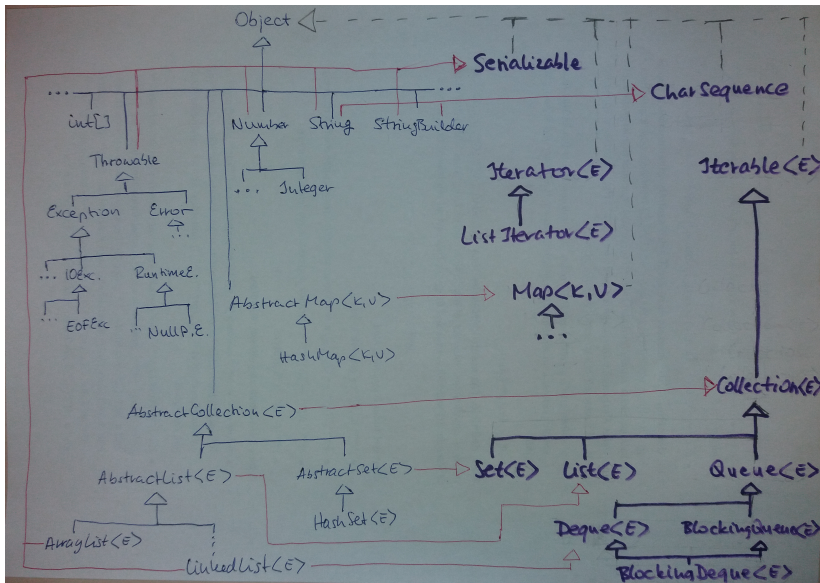 Object
Serializable
... ...
CharSequence
int[] Number String StringBuilder
Throwable
Iterator<E> Iterable<E>
... Integer
Exception Error
...
ListIterator<E>
... IOExc. RuntimeE.
AbstractMap<K,V> Map<K,V>
... EOFExc ... NullP.E.
...
HashMap<K,V>
Collection<E>
AbstractCollection<E>
AbstractList<E> AbstractSet<E> Set<E> List<E> Queue<E>
HashSet<E>
Deque<E> BlockingQueue<E>
ArrayList<E>
LinkedList<E>
BlockingDeque<E>